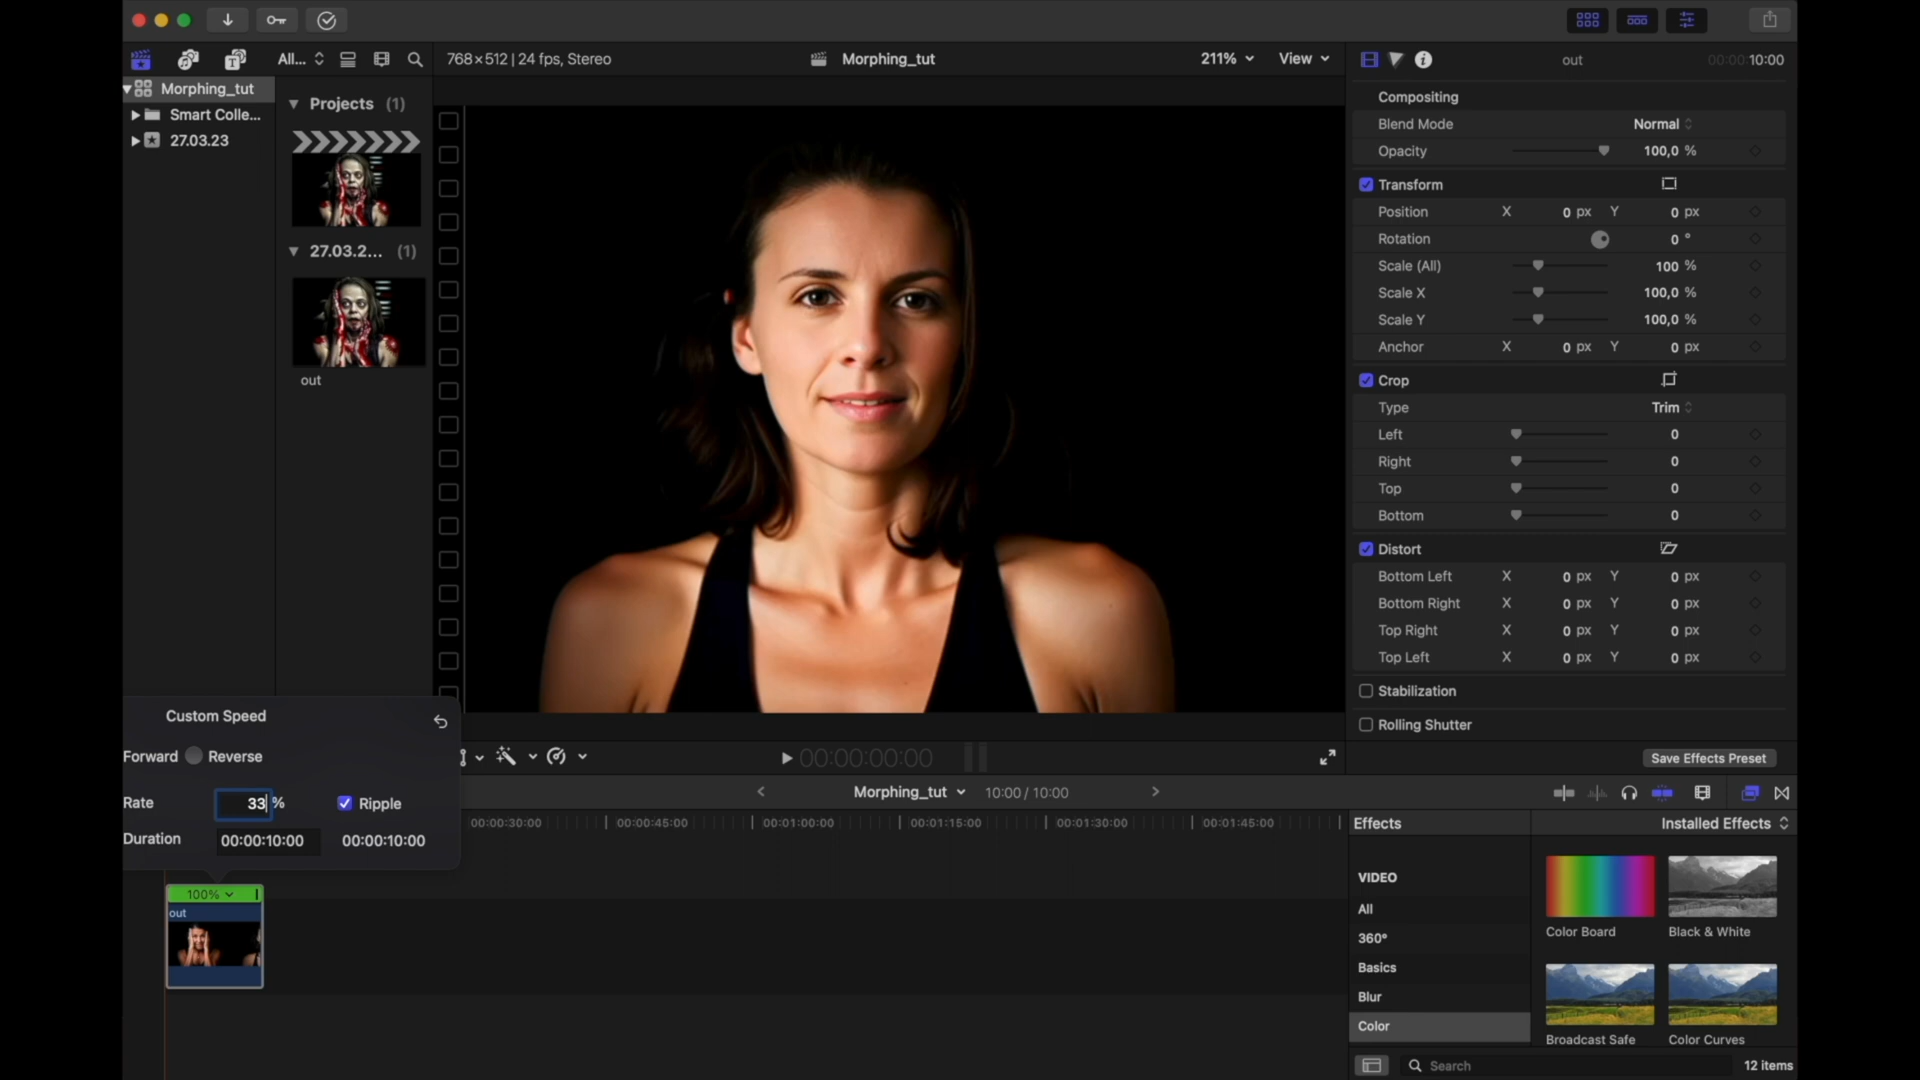 All...
768×512 | 24 fps, Stereo
Morphing_tut
211%
View
out
00:00:10:00
Morphing_tut
Smart Colle...
27.03.23
Projects (1)
27.03.2... (1)
out
Compositing
Blend Mode Normal
Opacity 100,0 %
Transform
Position X 0 px Y 0 px
Rotation 0 °
Scale (All) 100 %
Scale X 100,0 %
Scale Y 100,0 %
Anchor X 0 px Y 0 px
Crop
Type Trim
Left 0
Right 0
Top 0
Bottom 0
Distort
Bottom Left X 0 px Y 0 px
Bottom Right X 0 px Y 0 px
Top Right X 0 px Y 0 px
Top Left X 0 px Y 0 px
Stabilization
Rolling Shutter
Save Effects Preset
Custom Speed
Forward Reverse
Rate 33 % Ripple
Duration 00:00:10:00 00:00:10:00
00:00:00:00
Morphing_tut 10:00 / 10:00
00:00:30:00 00:00:45:00 00:01:00:00 00:01:15:00 00:01:30:00 00:01:45:00
100%
out
Effects
Installed Effects
VIDEO
All
360°
Basics
Blur
Color
Color Board
Black & White
Broadcast Safe
Color Curves
Search
12 items